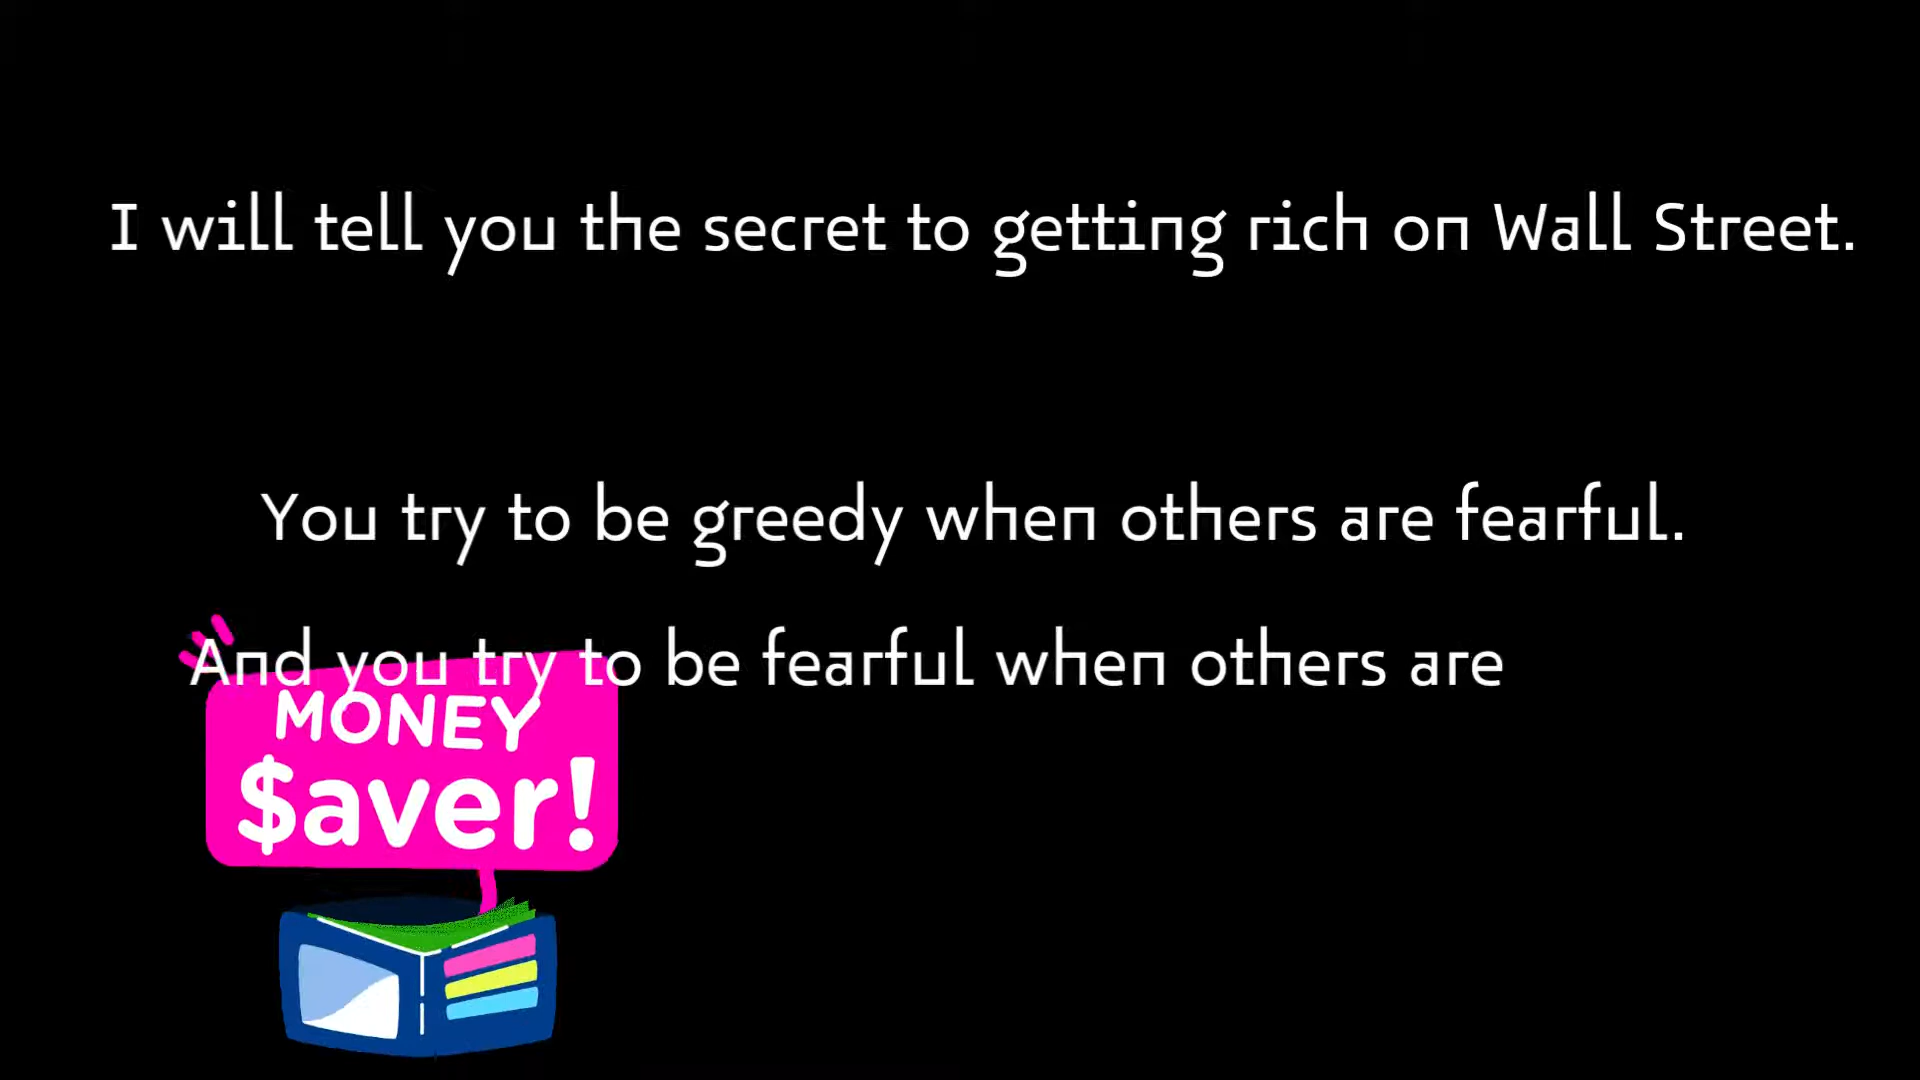 I will tell you the secret to getting rich on Wall Street.
You try to be greedy when others are fearful.
And you try to be fearful when others are
MONEY
$aver!